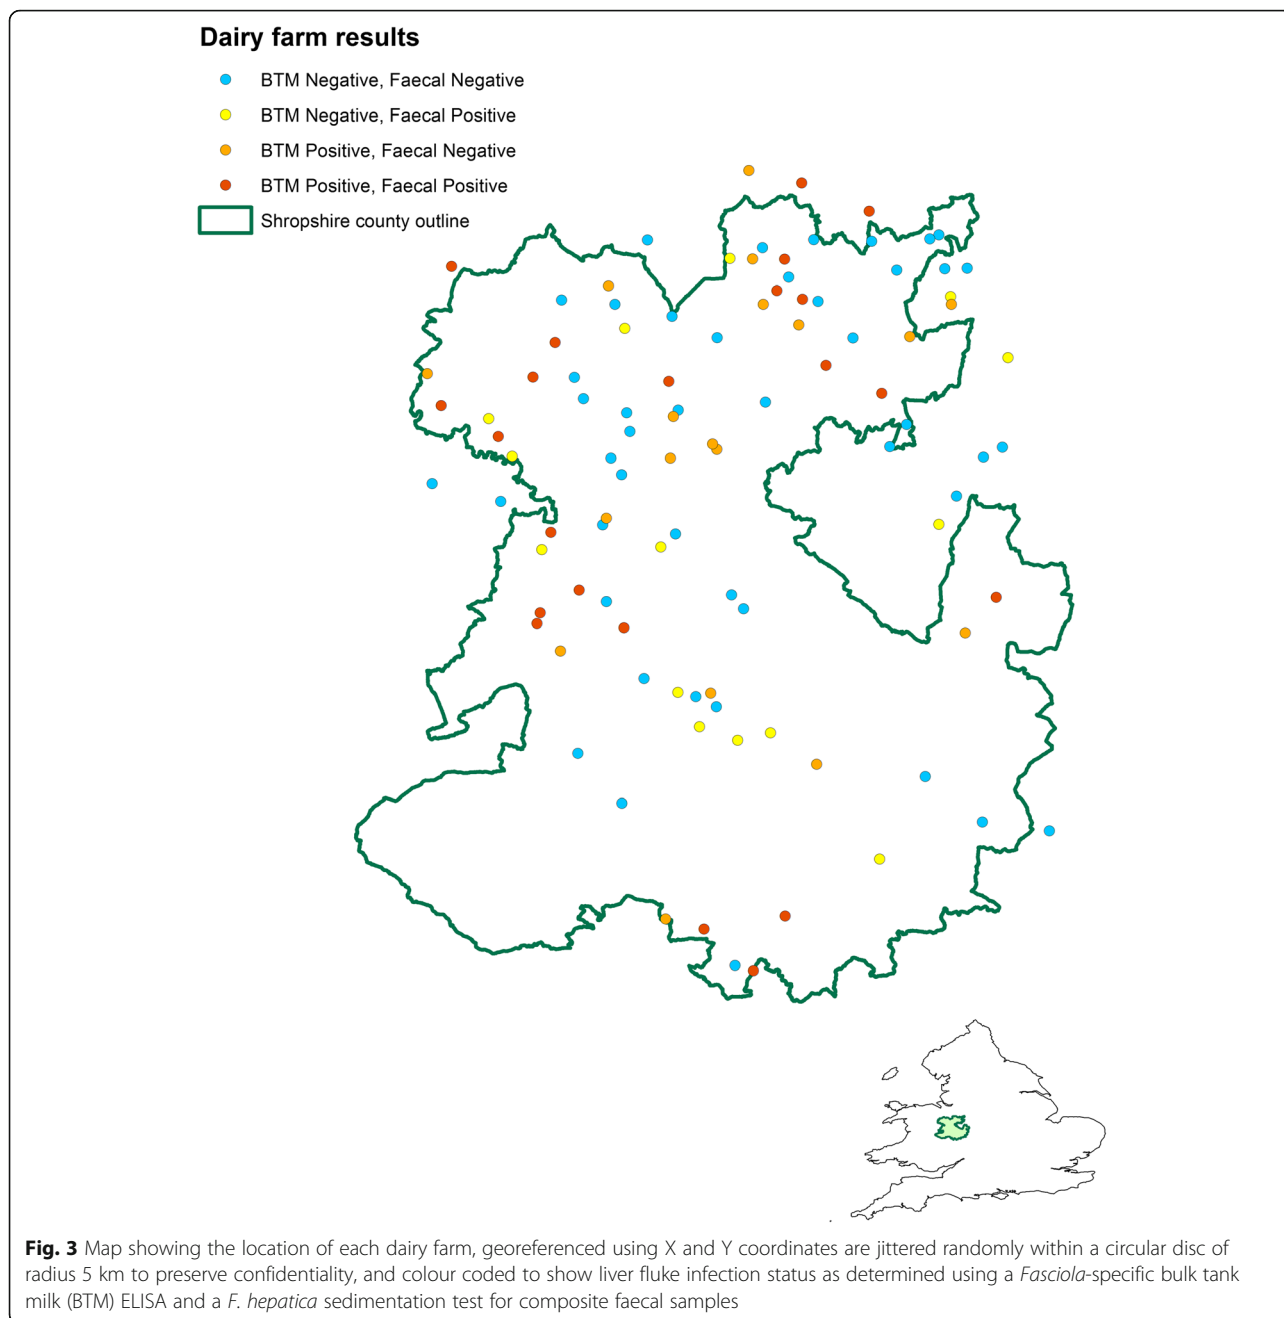 Dairy farm results
BTM Negative, Faecal Negative
BTM Negative, Faecal Positive
BTM Positive, Faecal Negative
BTM Positive, Faecal Positive
Shropshire county outline
Fig. 3 Map showing the location of each dairy farm, georeferenced using X and Y coordinates are jittered randomly within a circular disc of
radius 5 km to preserve confidentiality, and colour coded to show liver fluke infection status as determined using a Fasciola-specific bulk tank
milk (BTM) ELISA and a F. hepatica sedimentation test for composite faecal samples